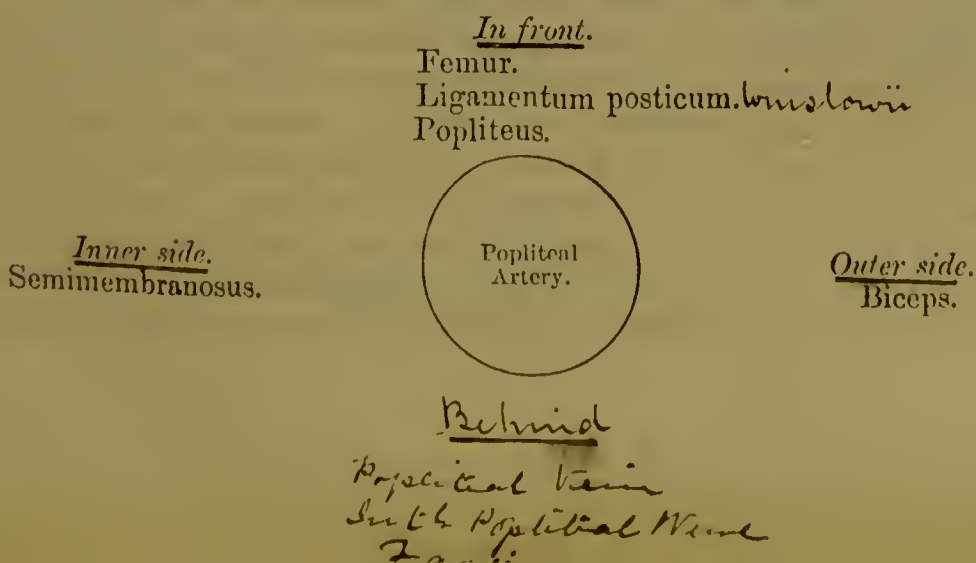 In front.
Femur.
Ligamentum posticum. Winslowii
Popliteus.
Inner side.
Semimembranosus.
Popliteal
Artery.
Outer side.
Biceps.
Behind
Popliteal Vein
Popliteal Nerve